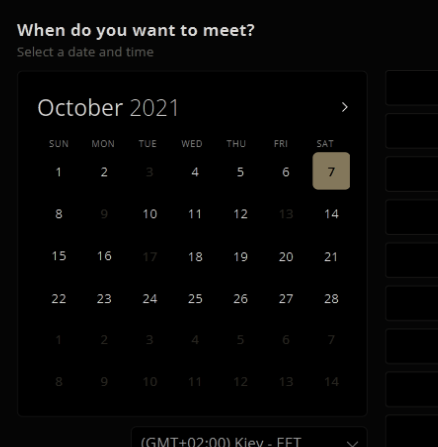 When do you want to meet?
Select a date and time
October 2021
SUN MON TUE WED THU FRI SAT
1 2 3 4 5 6 7
8 9 10 11 12 13 14
15 16 17 18 19 20 21
22 23 24 25 26 27 28
1 2 3 4 5 6 7
8 9 10 11 12 13 14
(GMT+02:00) Kiev - EET